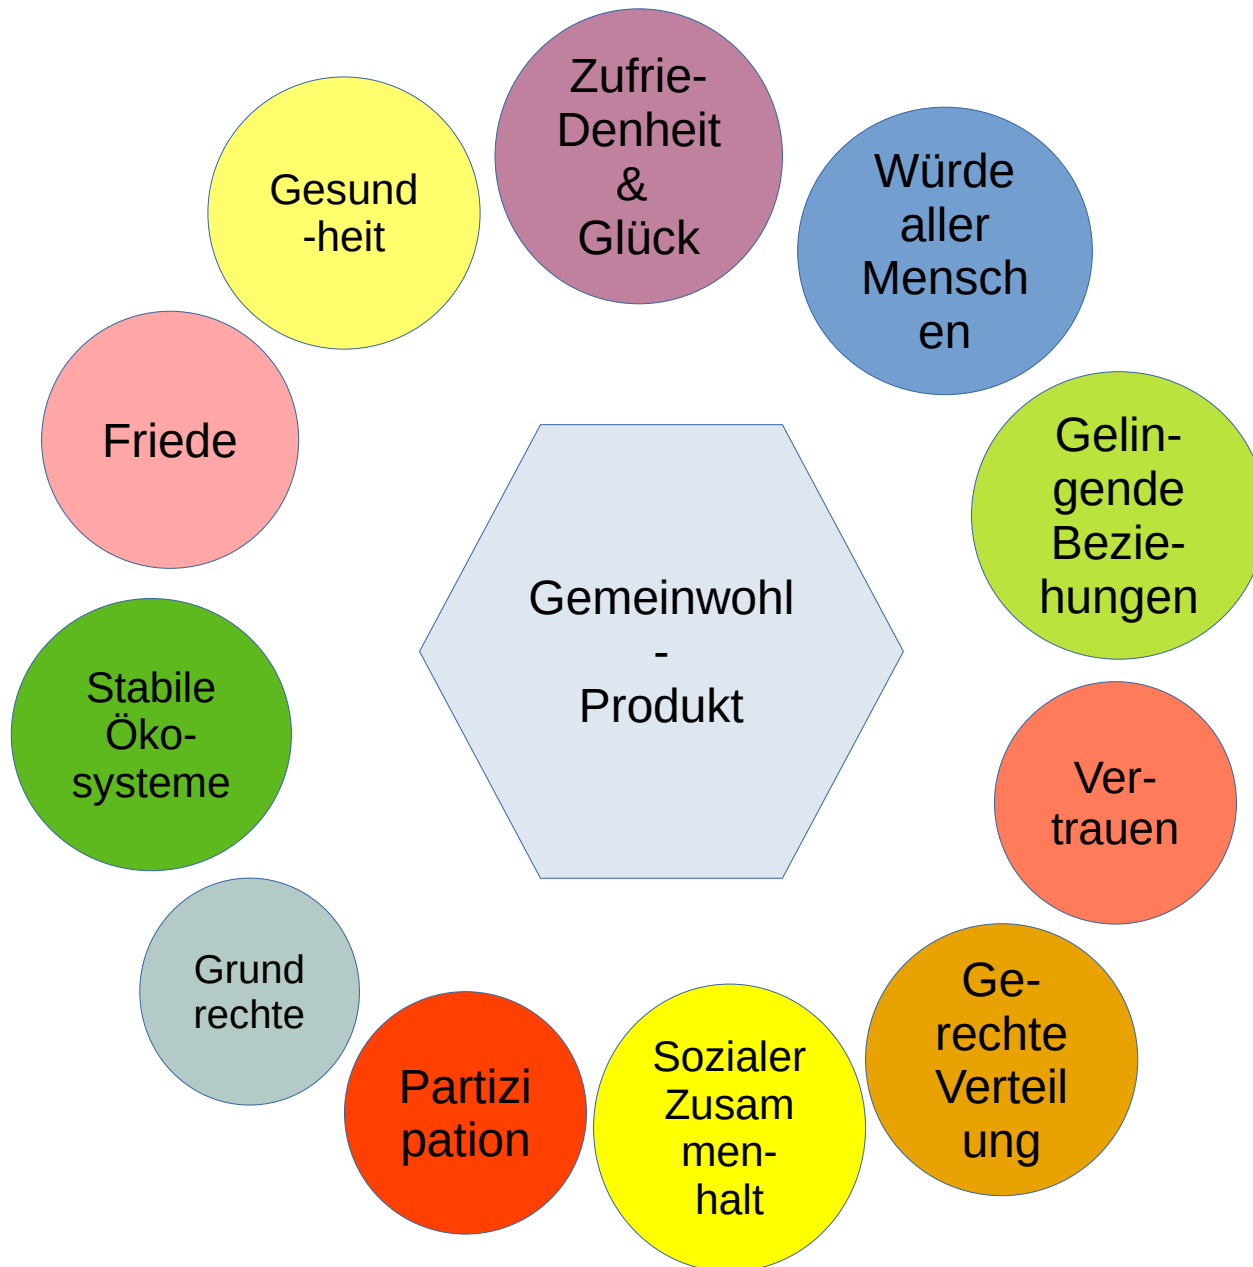 Zufrie-
Denheit
&
Glück
Würde
aller
Mensch
en
Gelin-
gende
Bezie-
hungen
Ver-
trauen
Ge-
rechte
Verteil
ung
Sozialer
Zusam
men-
halt
Partizi
pation
Grund
rechte
Stabile
Öko-
systeme
Friede
Gesund
-heit
Gemeinwohl
-
Produkt